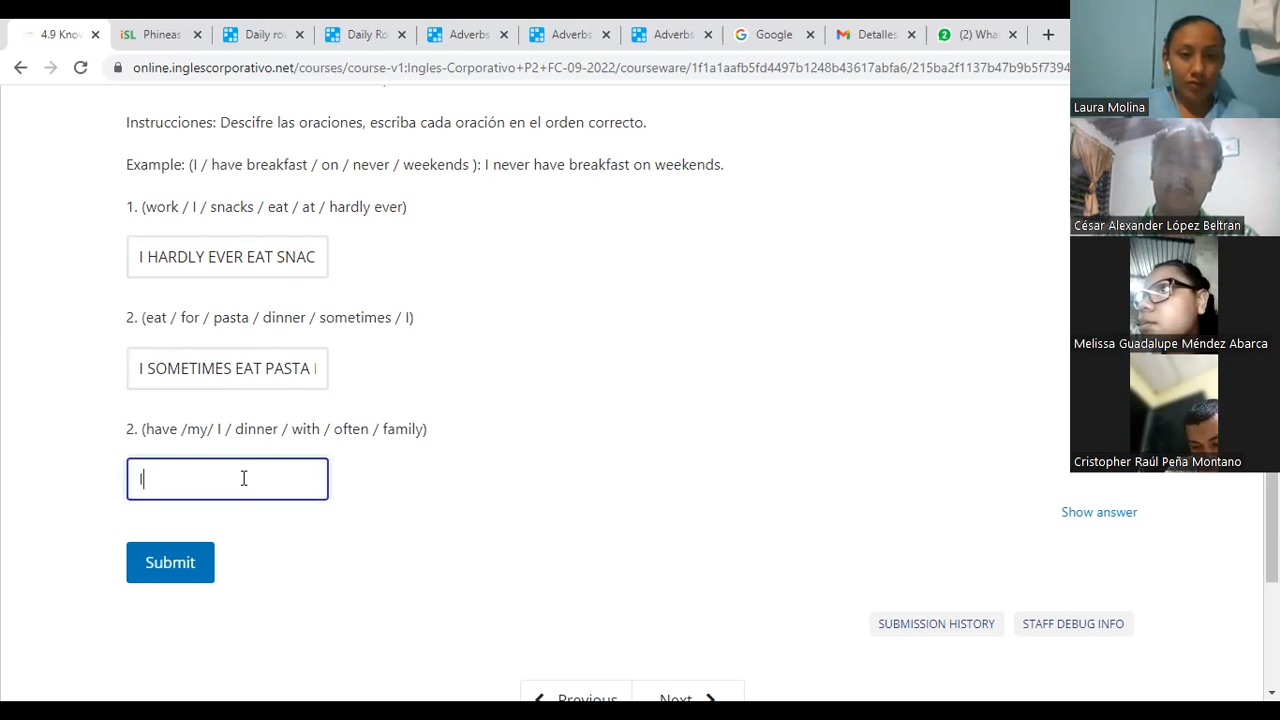 4.9 Know
iSL Phineas
Daily rou
Daily Ro
Adverbs
Adverbs
Adverbs
Google
Detalles
(2) What
online.inglescorporativo.net/courses/course-v1:Ingles-Corporativo+P2+FC-09-2022/courseware/1f1a1aafb5fd4497b1248b43617abfa6/215ba2f1137b47b9b5f7394
Instrucciones: Descifre las oraciones, escriba cada oración en el orden correcto.
Example: (I / have breakfast / on / never / weekends ): I never have breakfast on weekends.
1. (work / I / snacks / eat / at / hardly ever)
I HARDLY EVER EAT SNAC
2. (eat / for / pasta / dinner / sometimes / I)
I SOMETIMES EAT PASTA
2. (have /my/ I / dinner / with / often / family)
I
Show answer
Submit
SUBMISSION HISTORY
STAFF DEBUG INFO
Previous
Next
Laura Molina
César Alexander López Beltran
Melissa Guadalupe Méndez Abarca
Cristopher Raúl Peña Montano